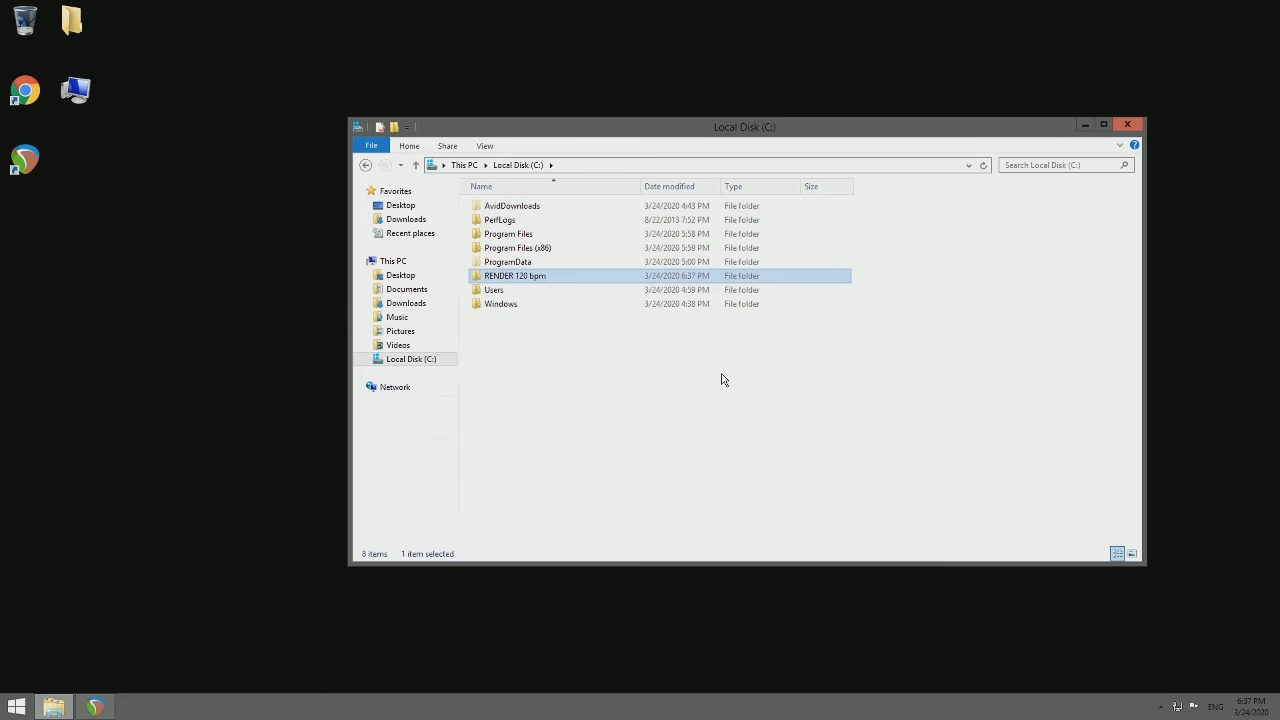 Local Disk (C:)
File Home Share View
This PC Local Disk (C:) Search Local Disk (C:)
Name Date modified Type Size
Favorites
Desktop
Downloads
Recent places
This PC
Desktop
Documents
Downloads
Music
Pictures
Videos
Local Disk (C:)
Network
AvidDownloads 3/24/2020 4:43 PM File folder
PerfLogs 8/22/2013 7:52 PM File folder
Program Files 3/24/2020 5:58 PM File folder
Program Files (x86) 3/24/2020 5:59 PM File folder
ProgramData 3/24/2020 5:00 PM File folder
RENDER 120 bpm 3/24/2020 6:37 PM File folder
Users 3/24/2020 4:59 PM File folder
Windows 3/24/2020 4:38 PM File folder
8 items 1 item selected
ENG 6:37 PM
3/24/2020